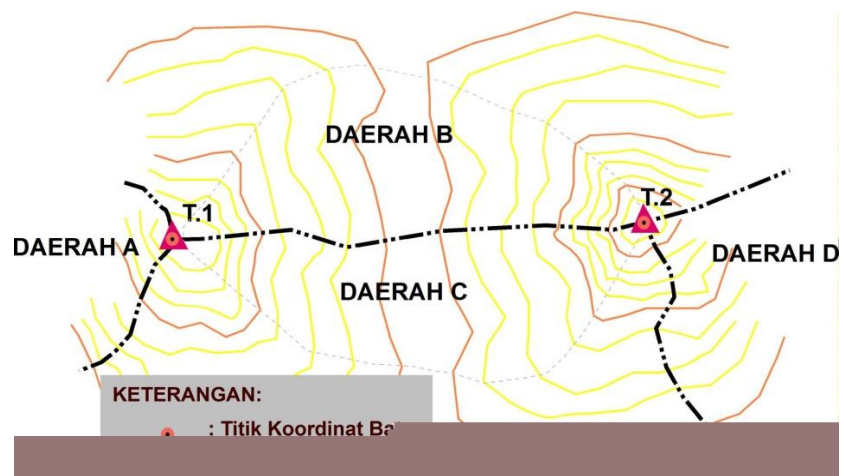 DAERAH B
T.1
T.2
DAERAH A
DAERAH D
DAERAH C
KETERANGAN:
: Titik Koordinat